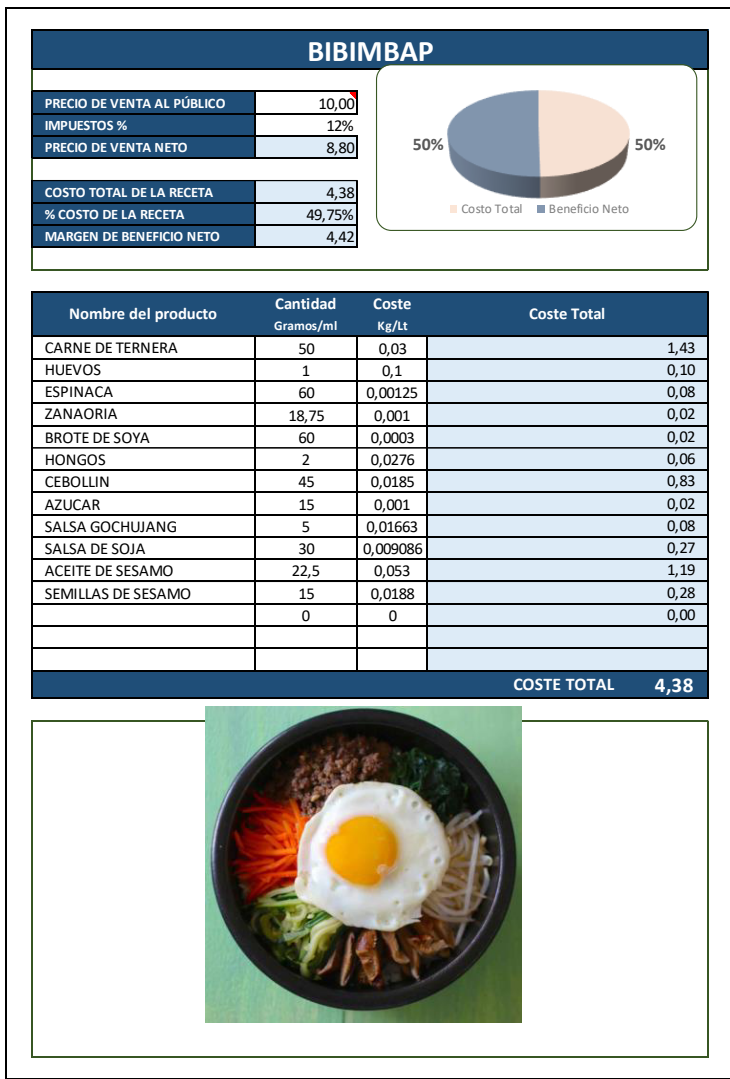 BIBIMBAP
PRECIO DE VENTA AL PÚBLICO 10,00
IMPUESTOS % 12%
PRECIO DE VENTA NETO 8,80
COSTO TOTAL DE LA RECETA 4,38
% COSTO DE LA RECETA 49,75%
MARGEN DE BENEFICIO NETO 4,42
50% 50%
Costo Total Beneficio Neto
Nombre del producto Cantidad Gramos/ml Coste Kg/Lt Coste Total
CARNE DE TERNERA 50 0,03 1,43
HUEVOS 1 0,1 0,10
ESPINACA 60 0,00125 0,08
ZANAORIA 18,75 0,001 0,02
BROTE DE SOYA 60 0,0003 0,02
HONGOS 2 0,0276 0,06
CEBOLLIN 45 0,0185 0,83
AZUCAR 15 0,001 0,02
SALSA GOCHUJANG 5 0,01663 0,08
SALSA DE SOJA 30 0,009086 0,27
ACEITE DE SESAMO 22,5 0,053 1,19
SEMILLAS DE SESAMO 15 0,0188 0,28
0 0 0,00
COSTE TOTAL 4,38